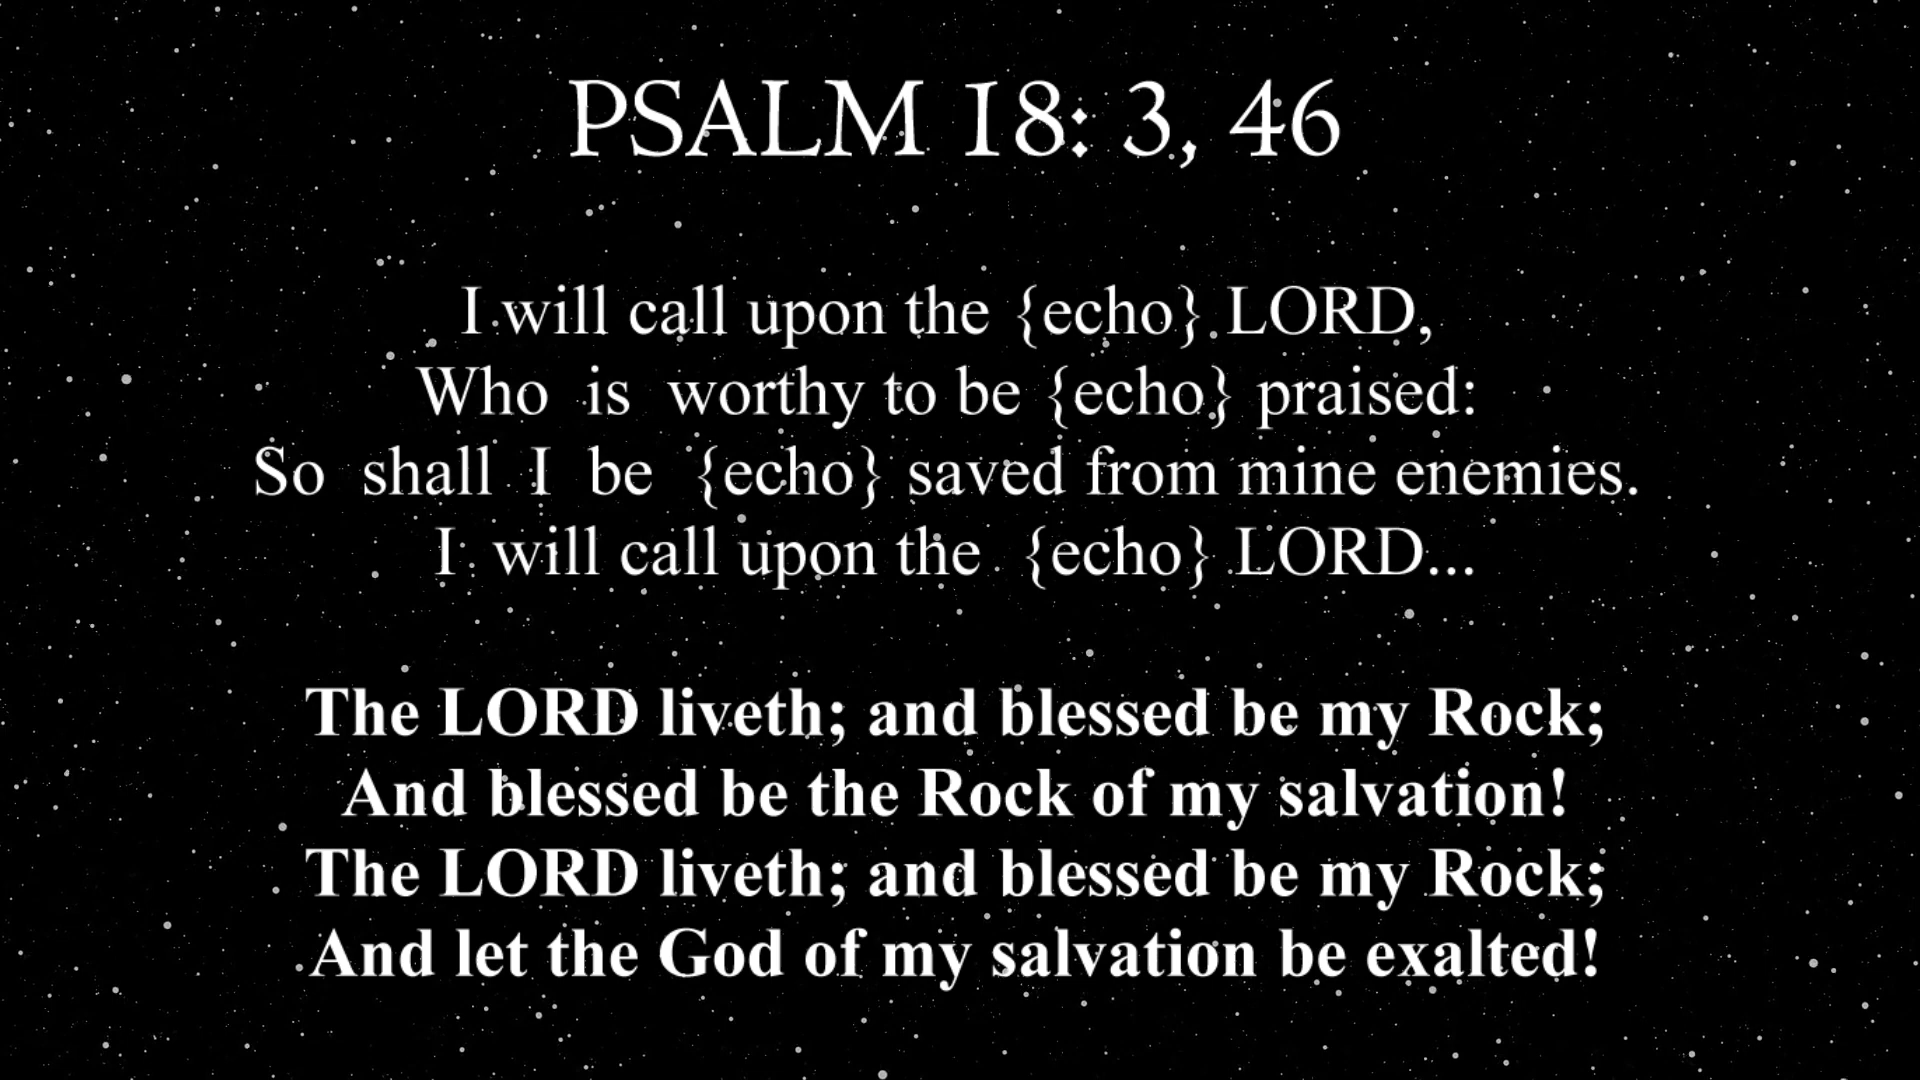 PSALM 18: 3, 46
I will call upon the {echo} LORD,
Who is worthy to be {echo} praised:
So shall I be {echo} saved from mine enemies.
I will call upon the {echo} LORD...
The LORD liveth; and blessed be my Rock;
And blessed be the Rock of my salvation!
The LORD liveth; and blessed be my Rock;
And let the God of my salvation be exalted!